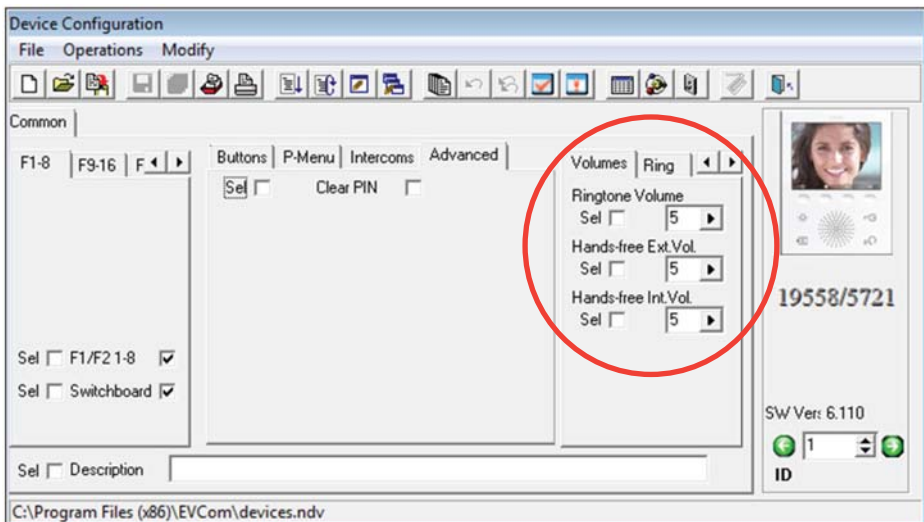 Device Configuration
File Operations Modify
Common
F1-8 F9-16 F
Sel F1/F2 1-8
Sel Switchboard
Buttons P-Menu Intercoms Advanced
Sel Clear PIN
Volumes Ring
Ringtone Volume
Sel 5
Hands-free Ext.Vol.
Sel 5
Hands-free Int.Vol.
Sel 5
19558/5721
SW Ver: 6.110
1
ID
Sel Description
C:\Program Files (x86)\EVCom\devices.ndv